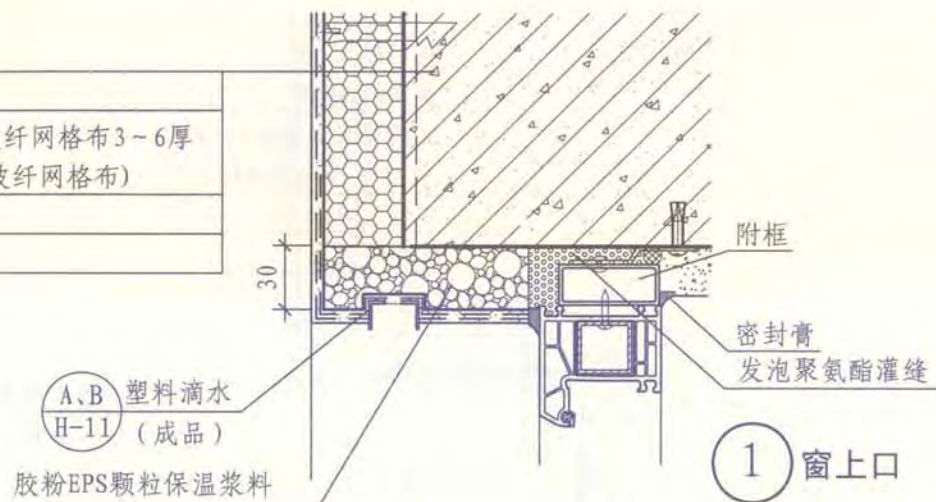 纤网格布3~6厚
纤网格布)
30
附框
密封膏
发泡聚氨酯灌缝
A、B 塑料滴水
H-11 (成品)
胶粉EPS颗粒保温浆料
1 窗上口